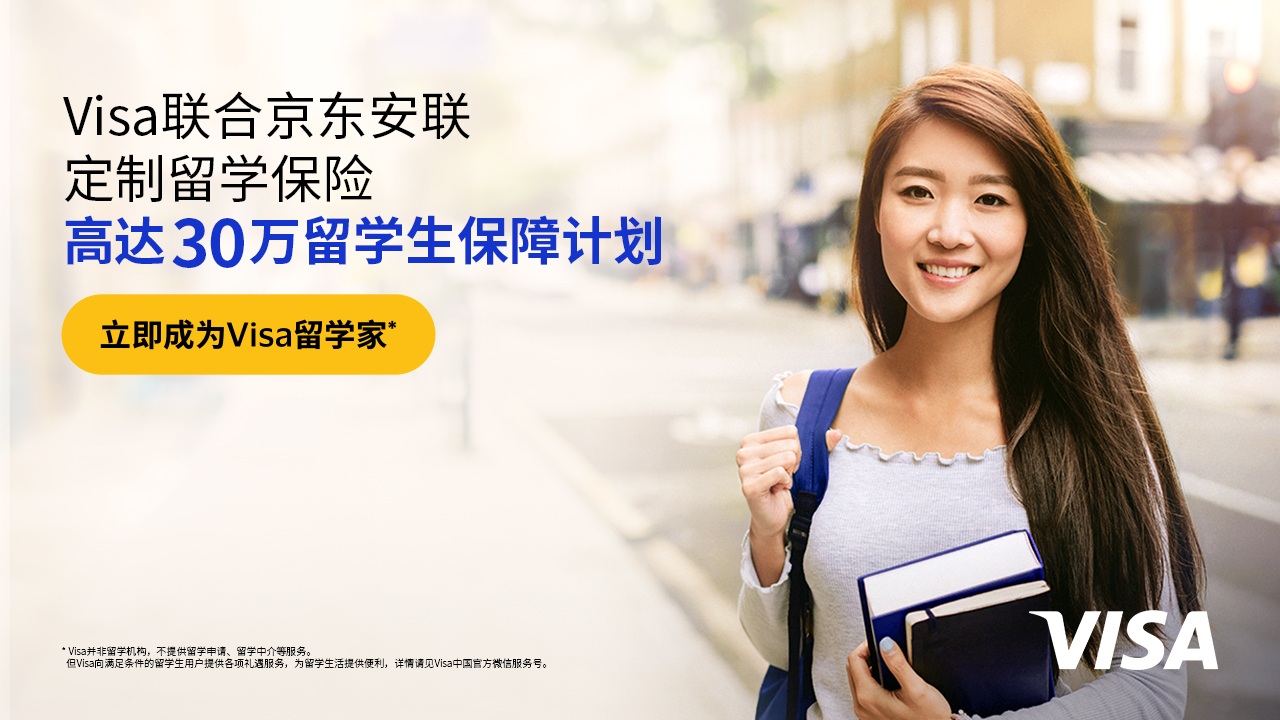 Visa联合京东安联
定制留学保险
高达30万留学生保障计划
立即成为Visa留学家*
* Visa并非留学机构，不提供留学申请、留学中介等服务。
但Visa向满足条件的留学生用户提供各项礼遇服务，为留学生活提供便利，详情请见Visa中国官方微信服务号。
VISA